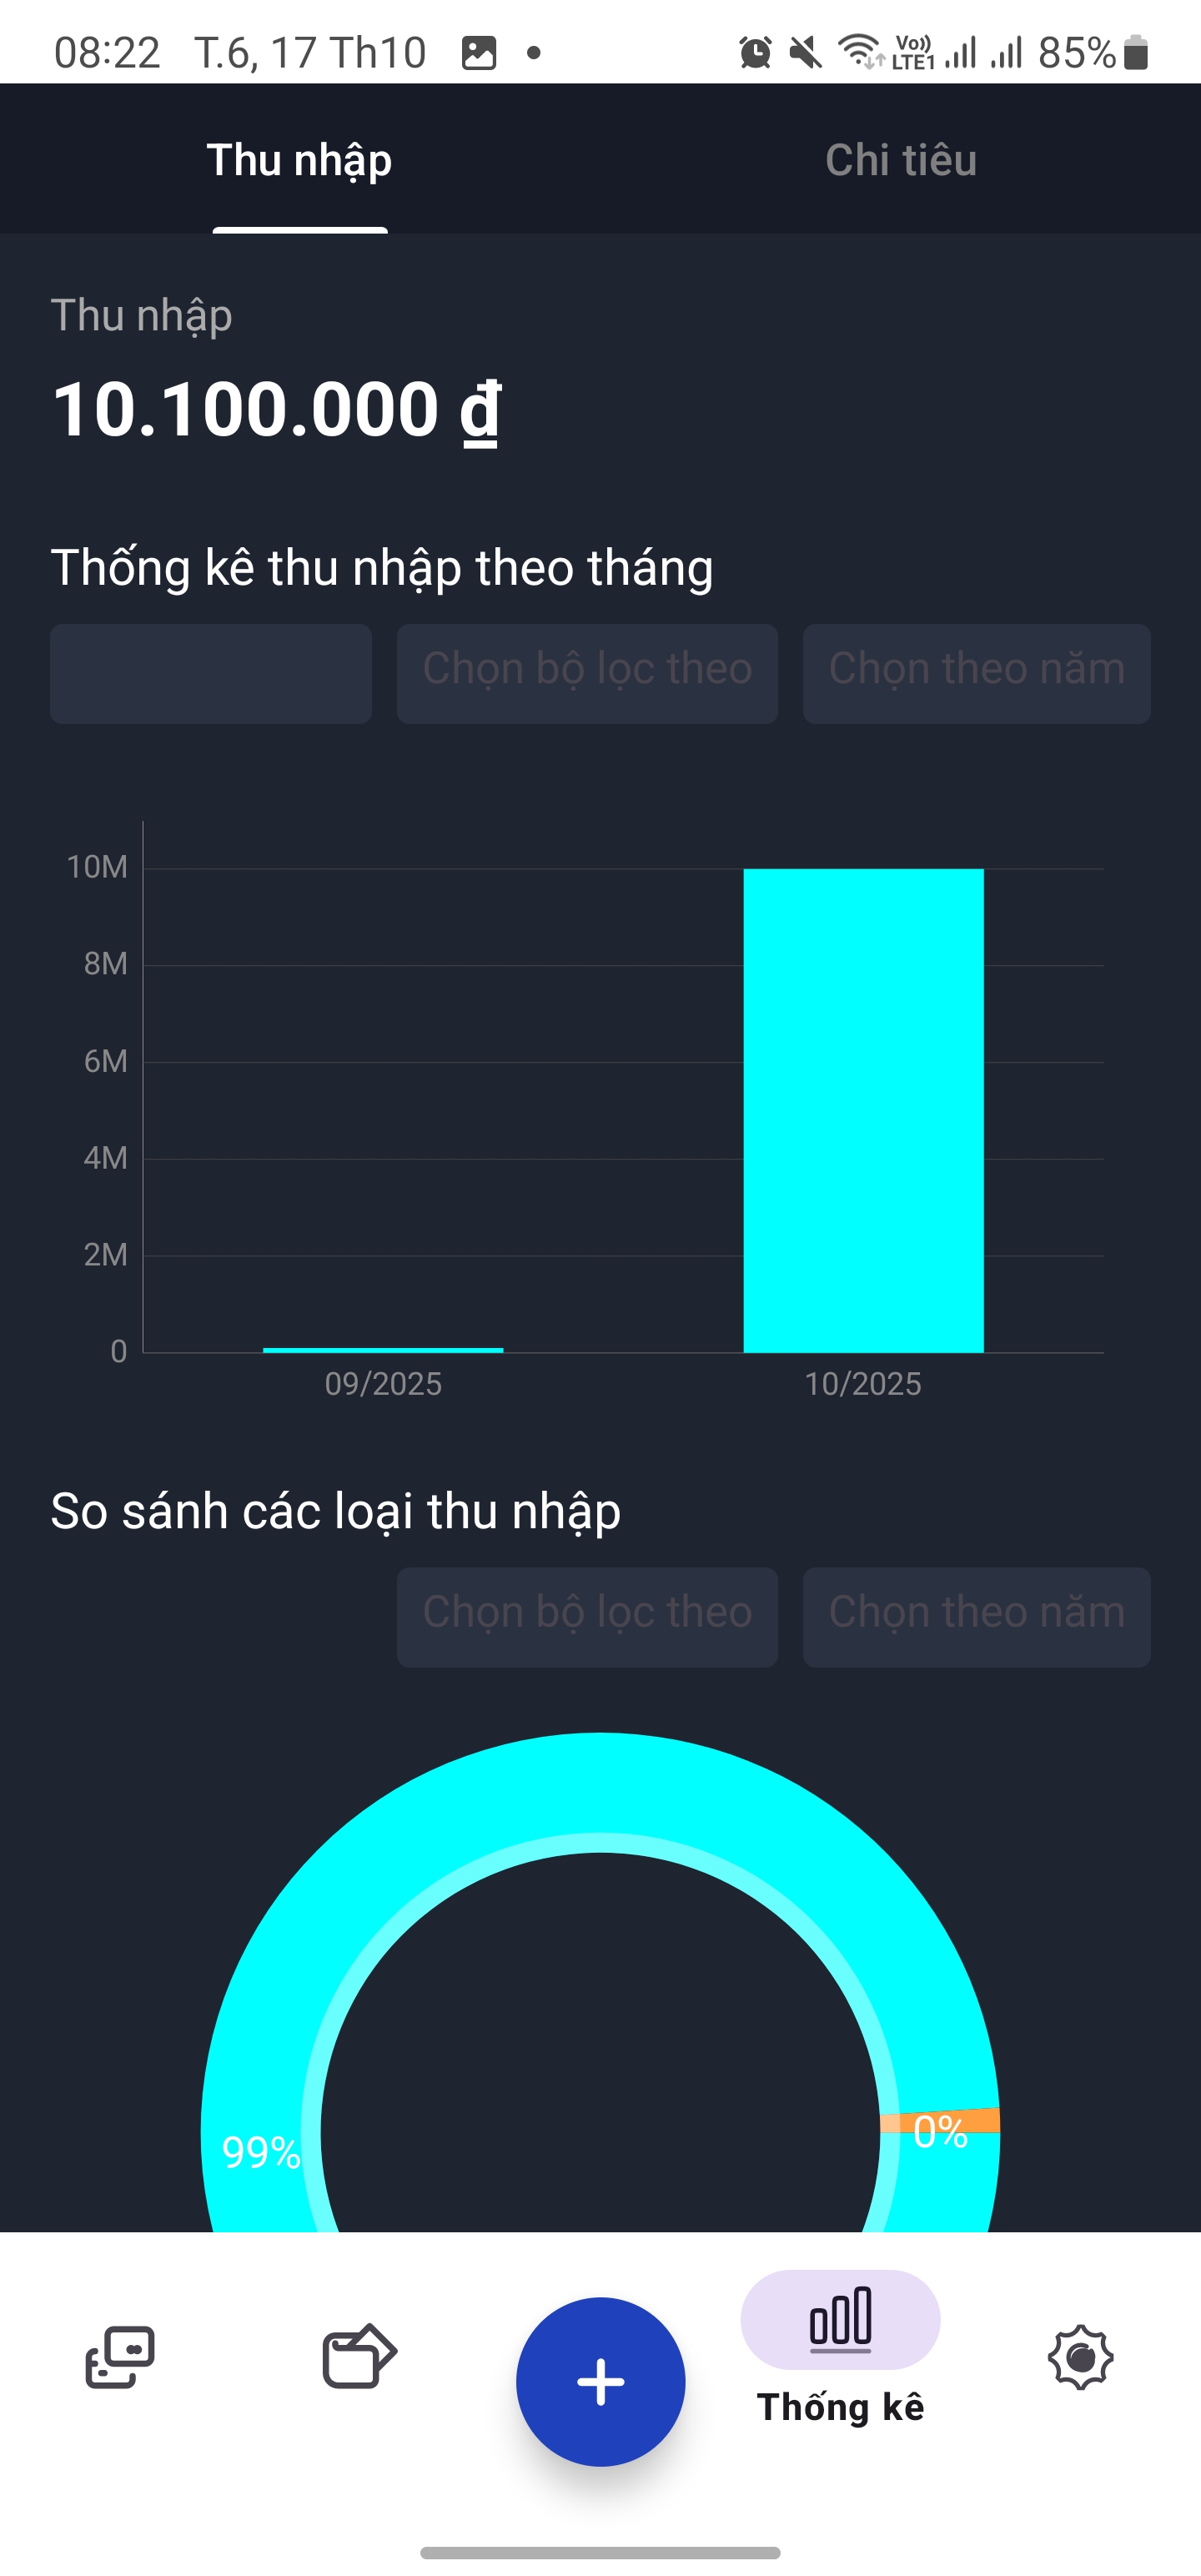 08:22 T.6, 17 Th10
Vo)) LTE1 85%
Thu nhập
Chi tiêu
Thu nhập
10.100.000 ₫
Thống kê thu nhập theo tháng
Chọn bộ lọc theo
Chọn theo năm
10M
8M
6M
4M
2M
0
09/2025
10/2025
So sánh các loại thu nhập
Chọn bộ lọc theo
Chọn theo năm
0%
99%
Thống kê